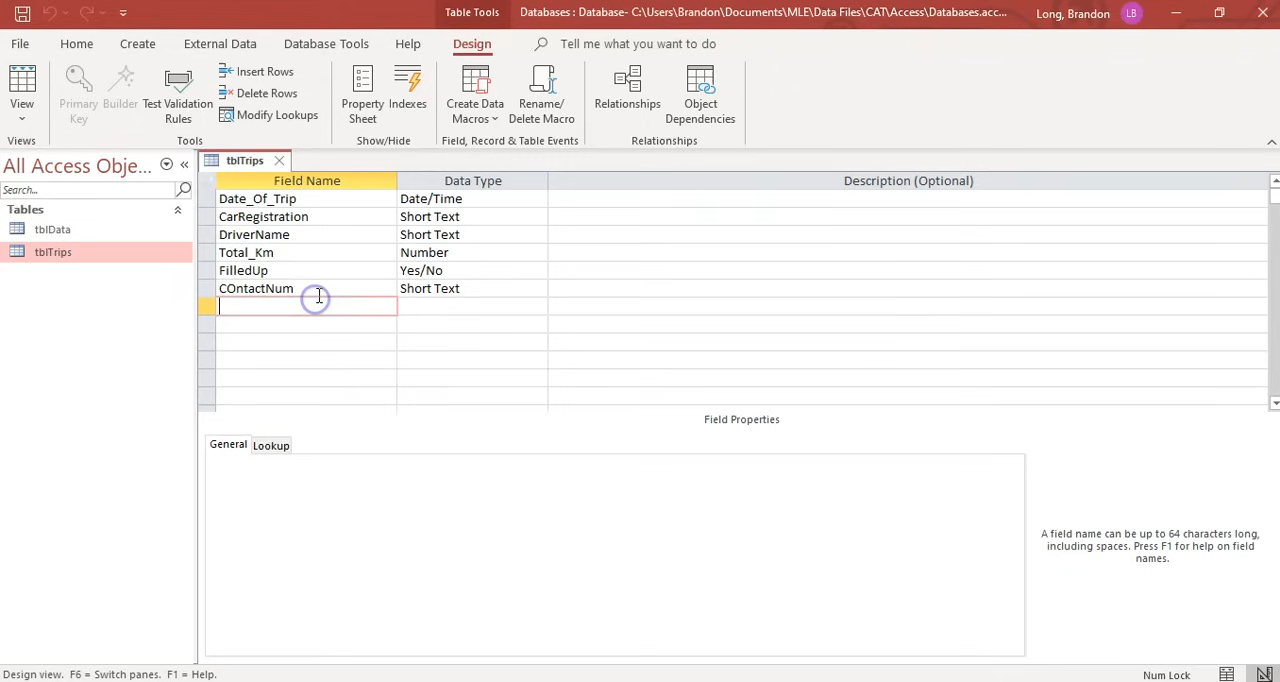 Table Tools
Databases : Database- C:\Users\Brandon\Documents\MLE\Data Files\CAT\Access\Databases.acc...
Long, Brandon
LB
File
Home
Create
External Data
Database Tools
Help
Design
Tell me what you want to do
View
Primary Key
Builder
Test Validation Rules
Insert Rows
Delete Rows
Modify Lookups
Property Sheet
Indexes
Create Data Macros
Rename/ Delete Macro
Relationships
Object Dependencies
Views
Tools
Show/Hide
Field, Record & Table Events
Relationships
All Access Obje...
Search...
Tables
tblData
tblTrips
tblTrips
Field Name Data Type Description (Optional)
Date_Of_Trip Date/Time
CarRegistration Short Text
DriverName Short Text
Total_Km Number
FilledUp Yes/No
COntactNum Short Text
Field Properties
General Lookup
A field name can be up to 64 characters long,
including spaces. Press F1 for help on field
names.
Design view. F6 = Switch panes. F1 = Help.
Num Lock